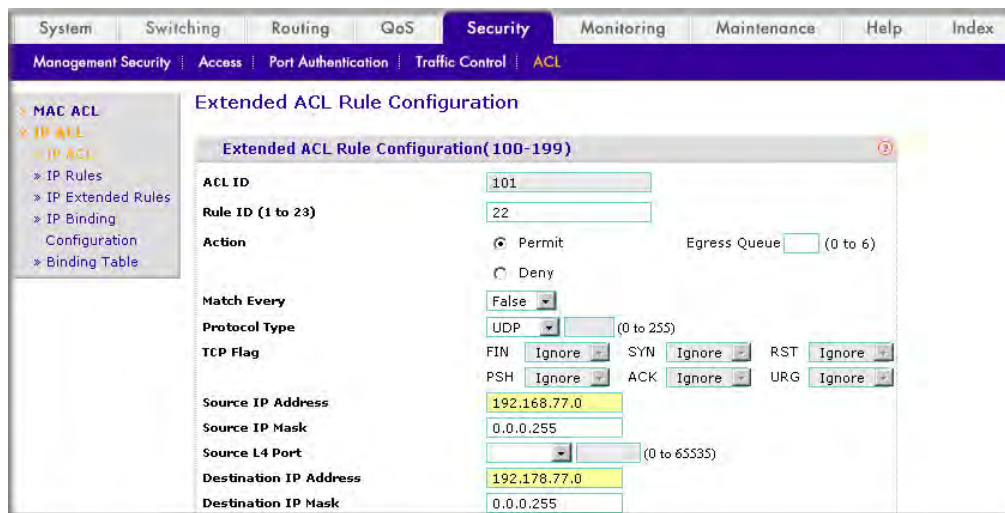 System Switching Routing QoS Security Monitoring Maintenance Help Index
Management Security Access Port Authentication Traffic Control ACL
MAC ACL
IP ACL
IP ACL
» IP Rules
» IP Extended Rules
» IP Binding
Configuration
» Binding Table
Extended ACL Rule Configuration
Extended ACL Rule Configuration(100-199)
ACL ID 101
Rule ID (1 to 23) 22
Action Permit Egress Queue (0 to 6)
Deny
Match Every False
Protocol Type UDP (0 to 255)
TCP Flag FIN Ignore SYN Ignore RST Ignore
PSH Ignore ACK Ignore URG Ignore
Source IP Address 192.168.77.0
Source IP Mask 0.0.0.255
Source L4 Port (0 to 65535)
Destination IP Address 192.178.77.0
Destination IP Mask 0.0.0.255